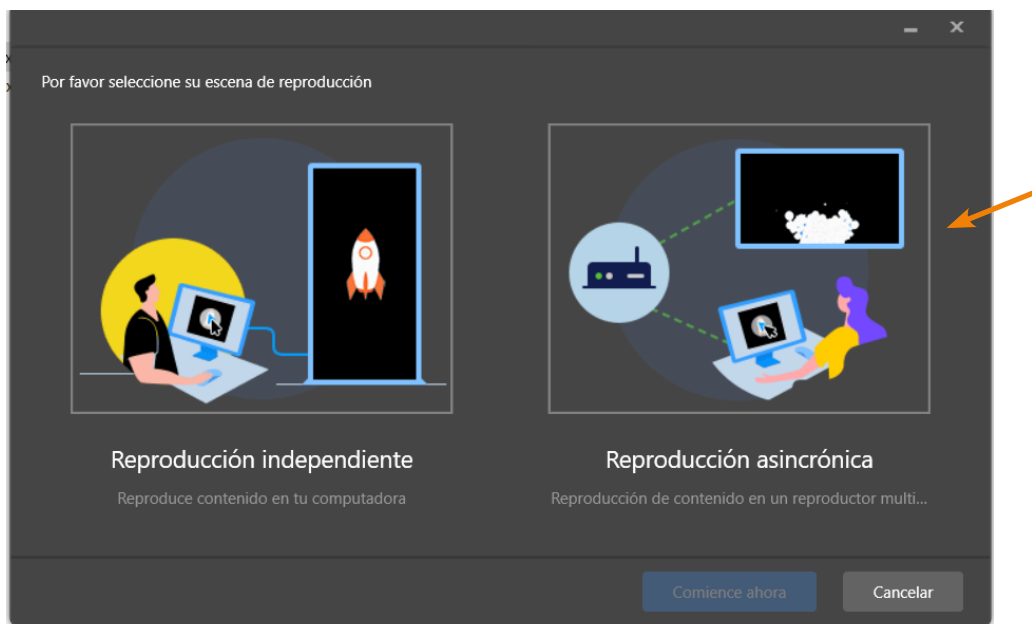 Por favor seleccione su escena de reproducción
Reproducción independiente
Reproduce contenido en tu computadora
Reproducción asincrónica
Reproducción de contenido en un reproductor multi...
Comience ahora
Cancelar